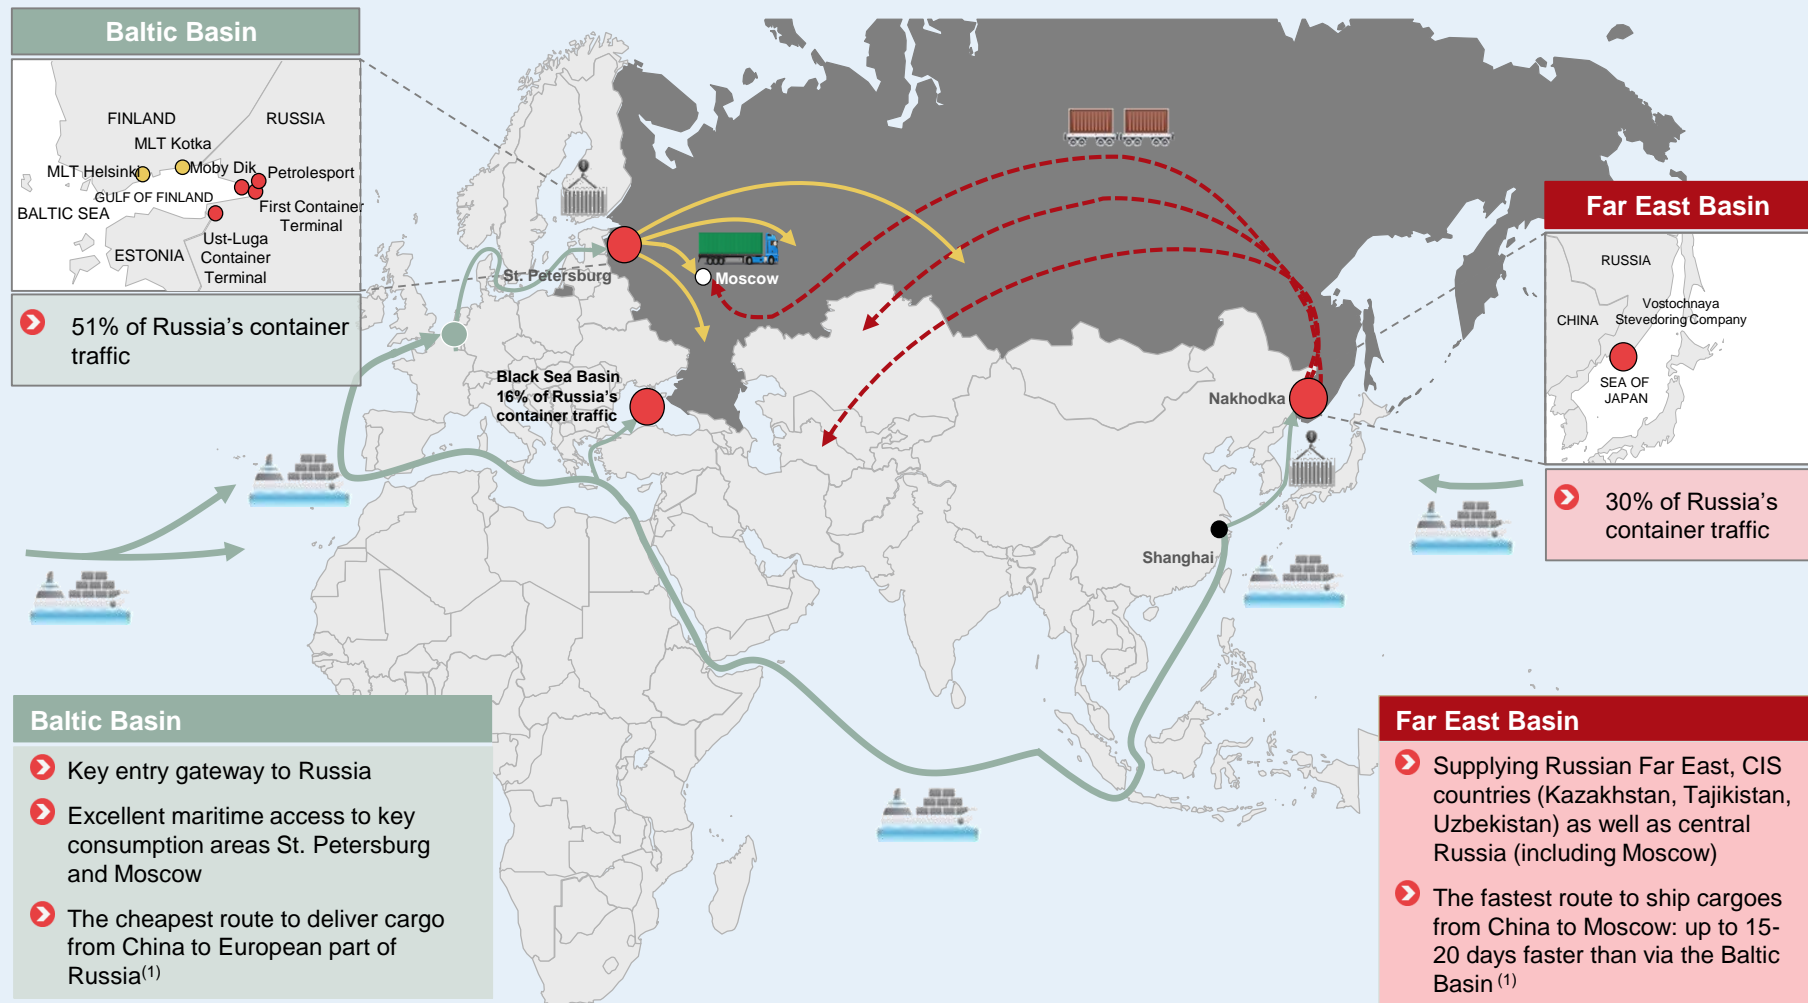 Baltic Basin
FINLAND
RUSSIA
MLT Kotka
MLT Helsinki
Moby Dik
Petrolesport
GULF OF FINLAND
BALTIC SEA
First Container
Terminal
ESTONIA
Ust-Luga
Container
Terminal
51% of Russia’s container
traffic
St. Petersburg
Moscow
Black Sea Basin
16% of Russia’s
container traffic
Nakhodka
Shanghai
Far East Basin
RUSSIA
Vostochnaya
Stevedoring Company
CHINA
SEA OF
JAPAN
30% of Russia’s
container traffic
Baltic Basin
Key entry gateway to Russia
Excellent maritime access to key
consumption areas St. Petersburg
and Moscow
The cheapest route to deliver cargo
from China to European part of
Russia(1)
Far East Basin
Supplying Russian Far East, CIS
countries (Kazakhstan, Tajikistan,
Uzbekistan) as well as central
Russia (including Moscow)
The fastest route to ship cargoes
from China to Moscow: up to 15-
20 days faster than via the Baltic
Basin (1)